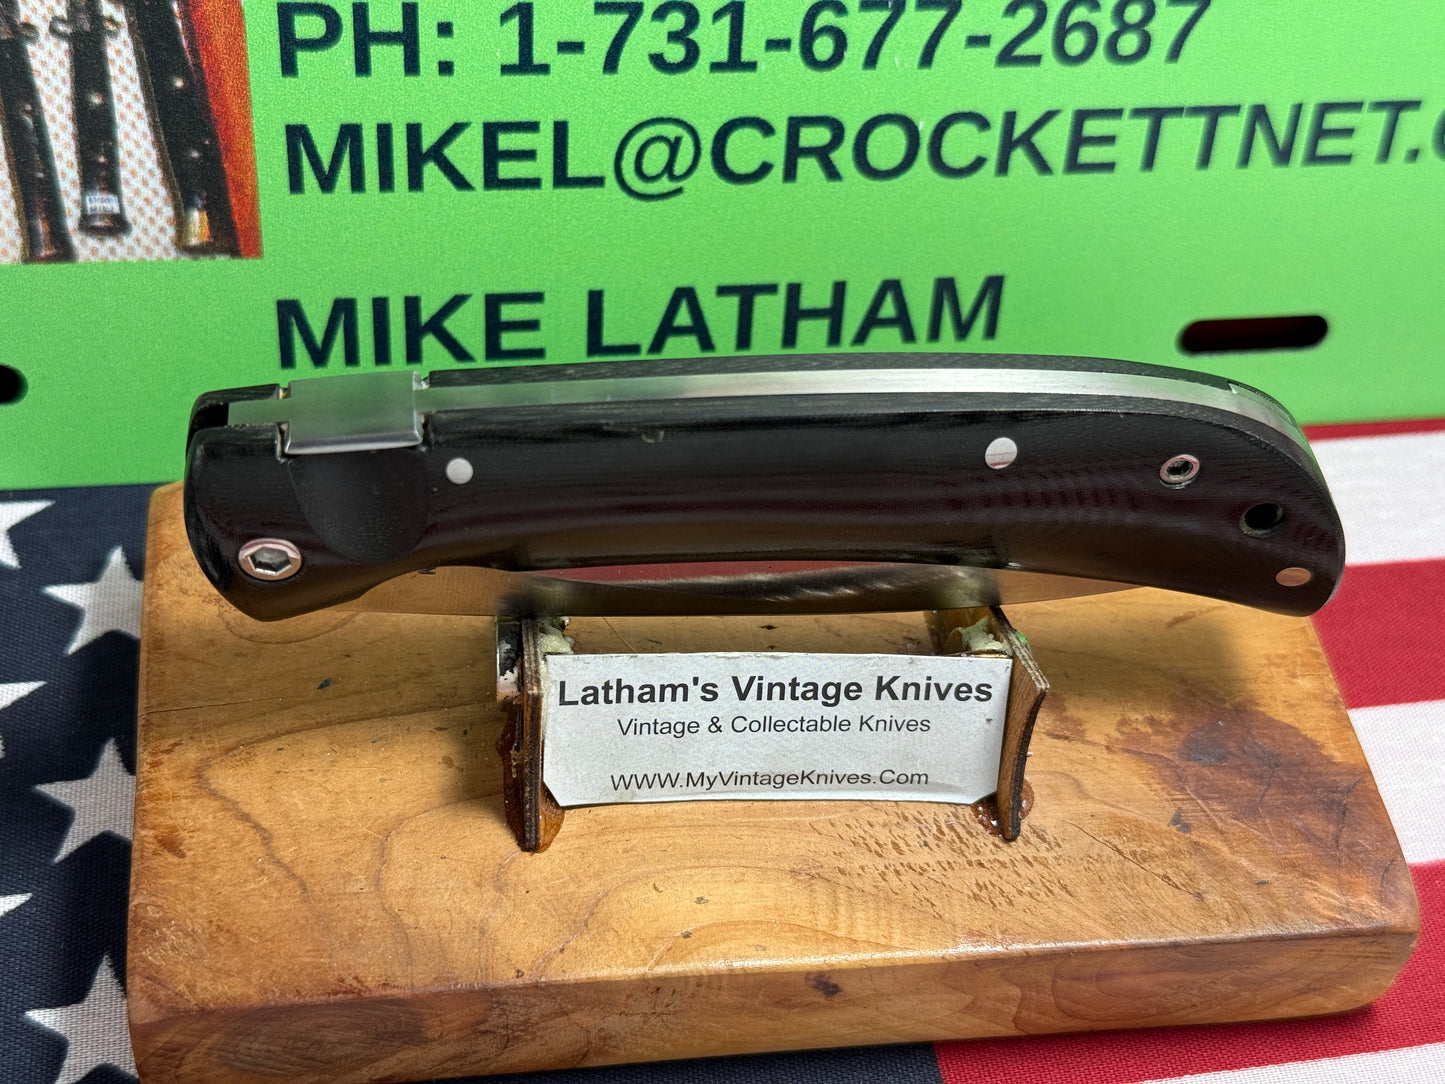 PH: 1-731-677-2687
MIKEL@CROCKETTNET.
MIKE LATHAM
Latham's Vintage Knives
Vintage & Collectable Knives
WWW.MyVintageKnives.Com